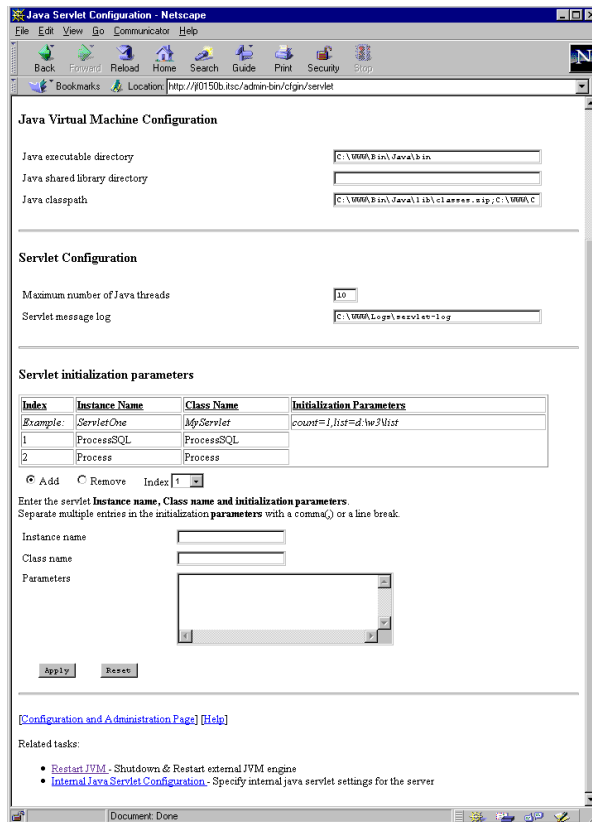 Java Servlet Configuration - Netscape
File Edit View Go Communicator Help
Back Forward Reload Home Search Guide Print Security Stop
N
Bookmarks Location: http://jl0150b.itsc/admin-bin/cfgin/servlet
Java Virtual Machine Configuration
Java executable directory C:\WWW\Bin\Java\bin
Java shared library directory
Java classpath C:\WWW\Bin\Java\lib\classes.zip;C:\WWW\C
Servlet Configuration
Maximum number of Java threads 10
Servlet message log C:\WWW\Logs\servlet-log
Servlet initialization parameters
Index Instance Name Class Name Initialization Parameters
Example: ServletOne MyServlet count=1,list=d:\w3\list
1 ProcessSQL ProcessSQL
2 Process Process
Add Remove Index 1
Enter the servlet Instance name, Class name and initialization parameters.
Separate multiple entries in the initialization parameters with a comma(,) or a line break.
Instance name
Class name
Parameters
Apply Reset
[Configuration and Administration Page] [Help]
Related tasks:
• Restart JVM - Shutdown & Restart external JVM engine
• Internal Java Servlet Configuration - Specify internal java servlet settings for the server
Document: Done